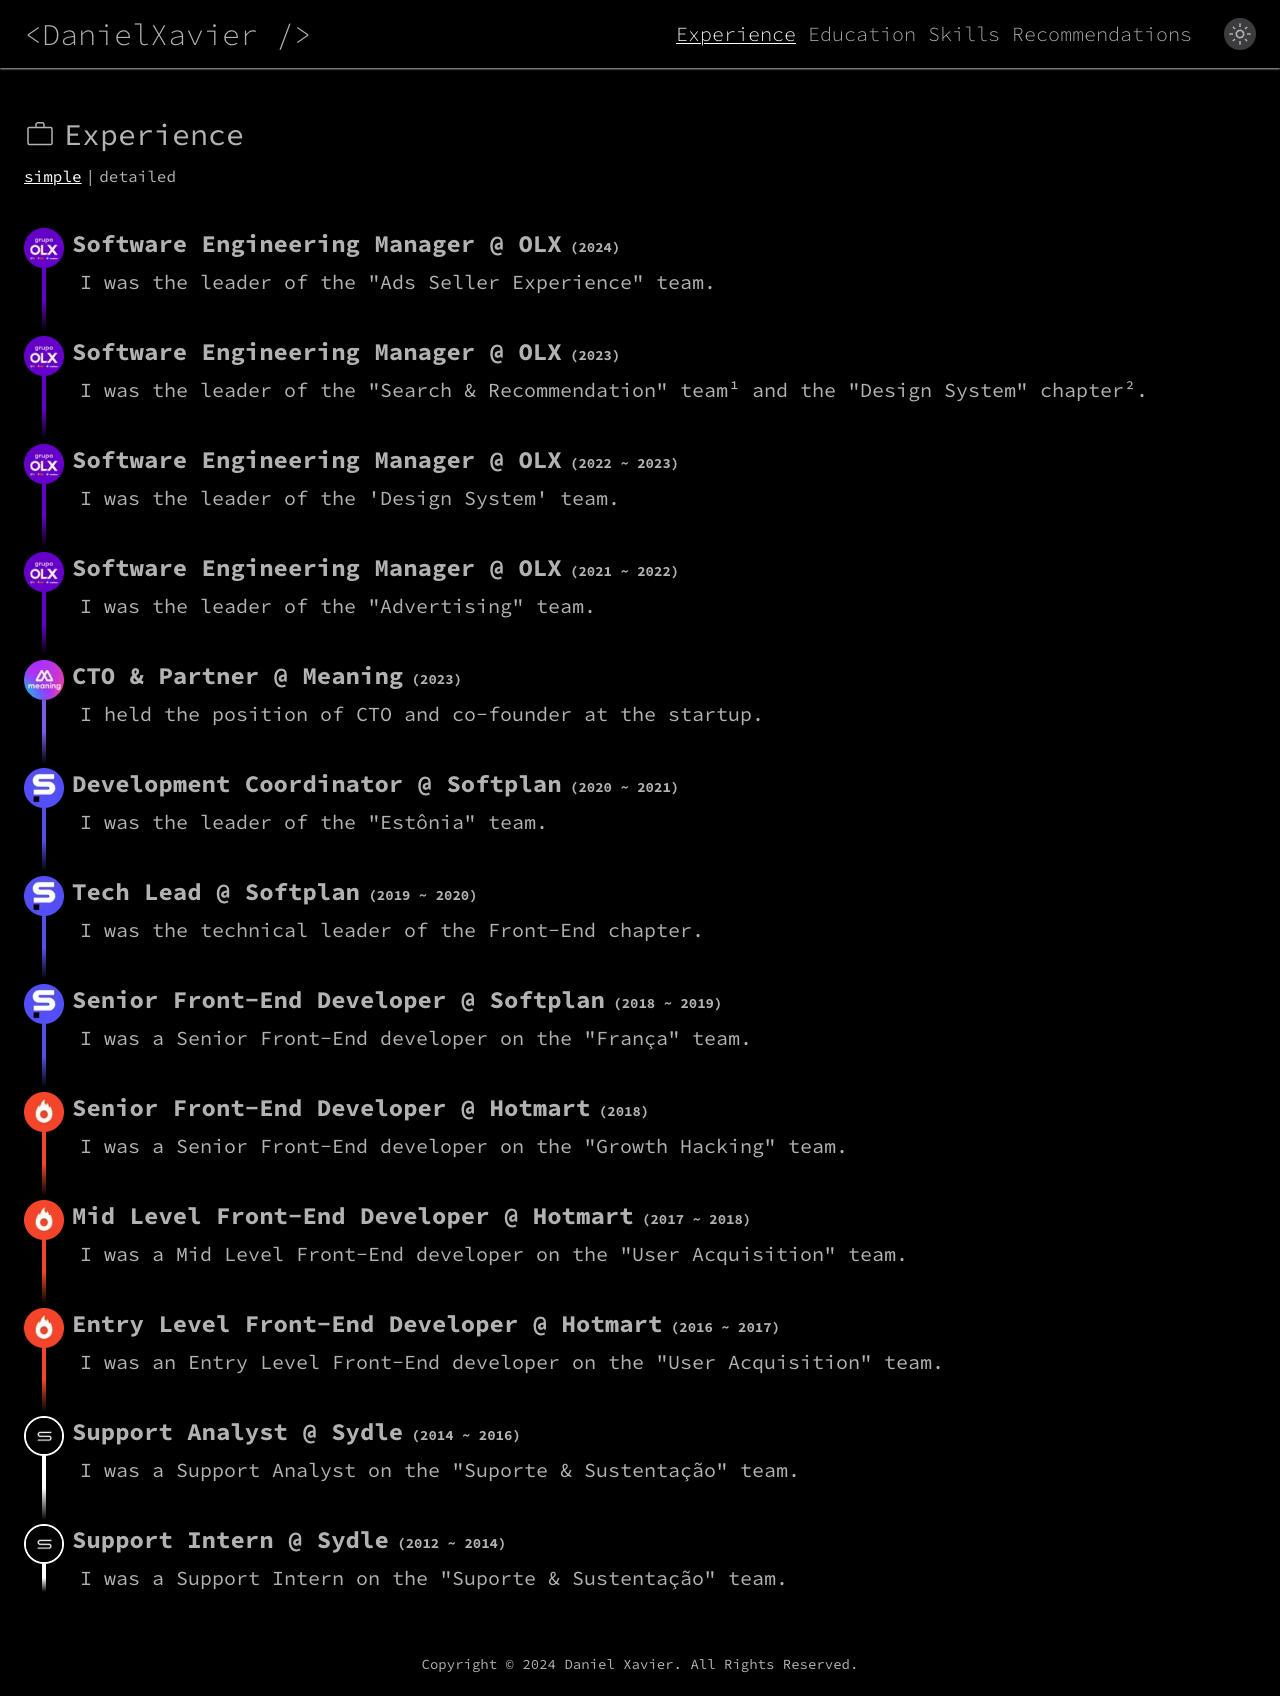 <DanielXavier />
Experience Education Skills Recommendations
Experience
simple | detailed
grupo OLX
Software Engineering Manager @ OLX (2024)
I was the leader of the "Ads Seller Experience" team.
grupo OLX
Software Engineering Manager @ OLX (2023)
I was the leader of the "Search & Recommendation" team¹ and the "Design System" chapter².
grupo OLX
Software Engineering Manager @ OLX (2022 ~ 2023)
I was the leader of the 'Design System' team.
grupo OLX
Software Engineering Manager @ OLX (2021 ~ 2022)
I was the leader of the "Advertising" team.
meaning
CTO & Partner @ Meaning (2023)
I held the position of CTO and co-founder at the startup.
Development Coordinator @ Softplan (2020 ~ 2021)
I was the leader of the "Estônia" team.
Tech Lead @ Softplan (2019 ~ 2020)
I was the technical leader of the Front-End chapter.
Senior Front-End Developer @ Softplan (2018 ~ 2019)
I was a Senior Front-End developer on the "França" team.
Senior Front-End Developer @ Hotmart (2018)
I was a Senior Front-End developer on the "Growth Hacking" team.
Mid Level Front-End Developer @ Hotmart (2017 ~ 2018)
I was a Mid Level Front-End developer on the "User Acquisition" team.
Entry Level Front-End Developer @ Hotmart (2016 ~ 2017)
I was an Entry Level Front-End developer on the "User Acquisition" team.
Support Analyst @ Sydle (2014 ~ 2016)
I was a Support Analyst on the "Suporte & Sustentação" team.
Support Intern @ Sydle (2012 ~ 2014)
I was a Support Intern on the "Suporte & Sustentação" team.
Copyright © 2024 Daniel Xavier. All Rights Reserved.